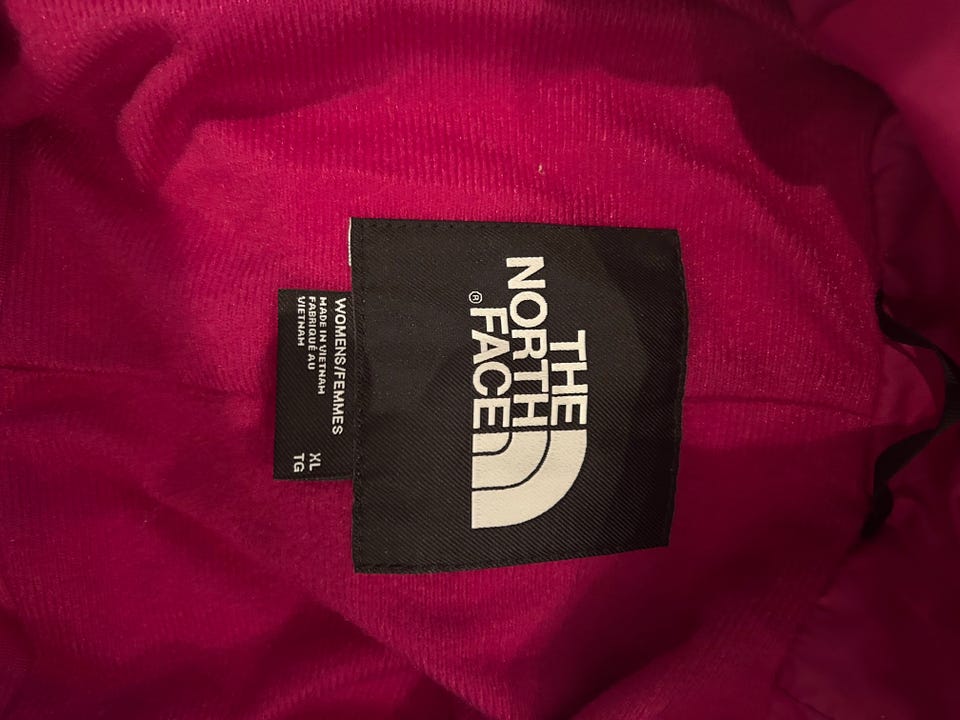 THE
NORTH
FACE
®
WOMENS/FEMMES
MADE IN VIETNAM
FABRIQUÉ AU
VIETNAM
XL
TG